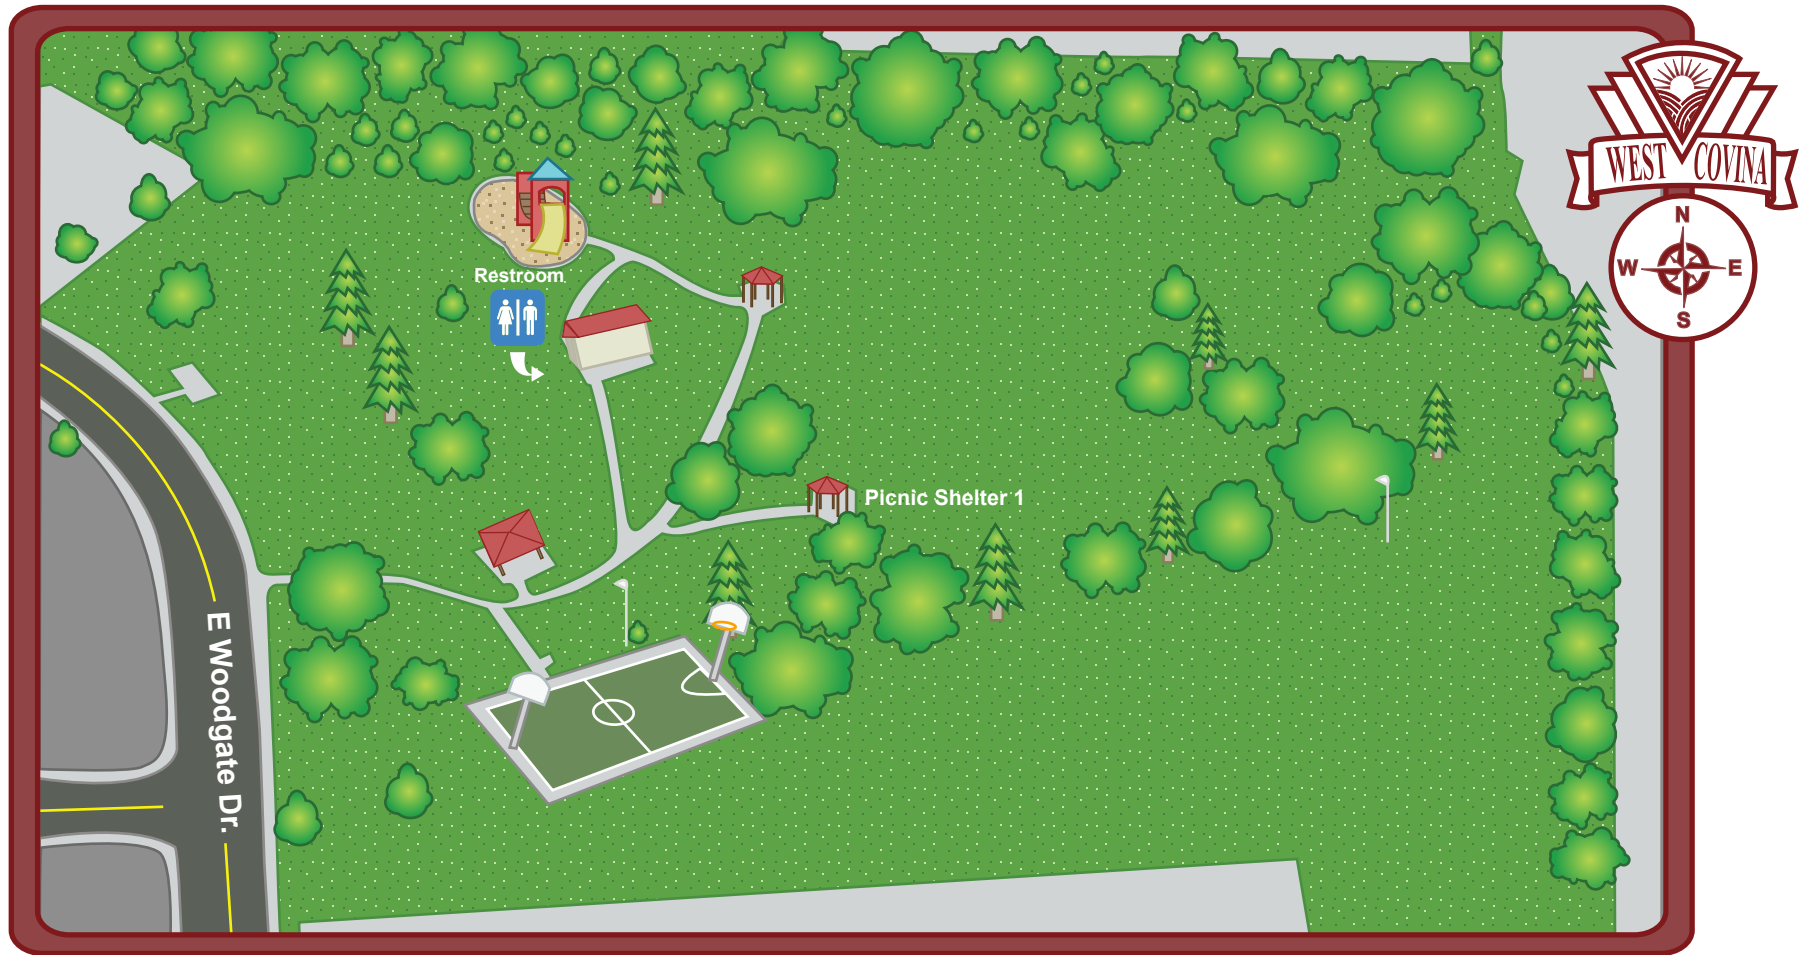 WEST COVINA
N
W E
S
Restroom
Picnic Shelter 1
E Woodgate Dr.